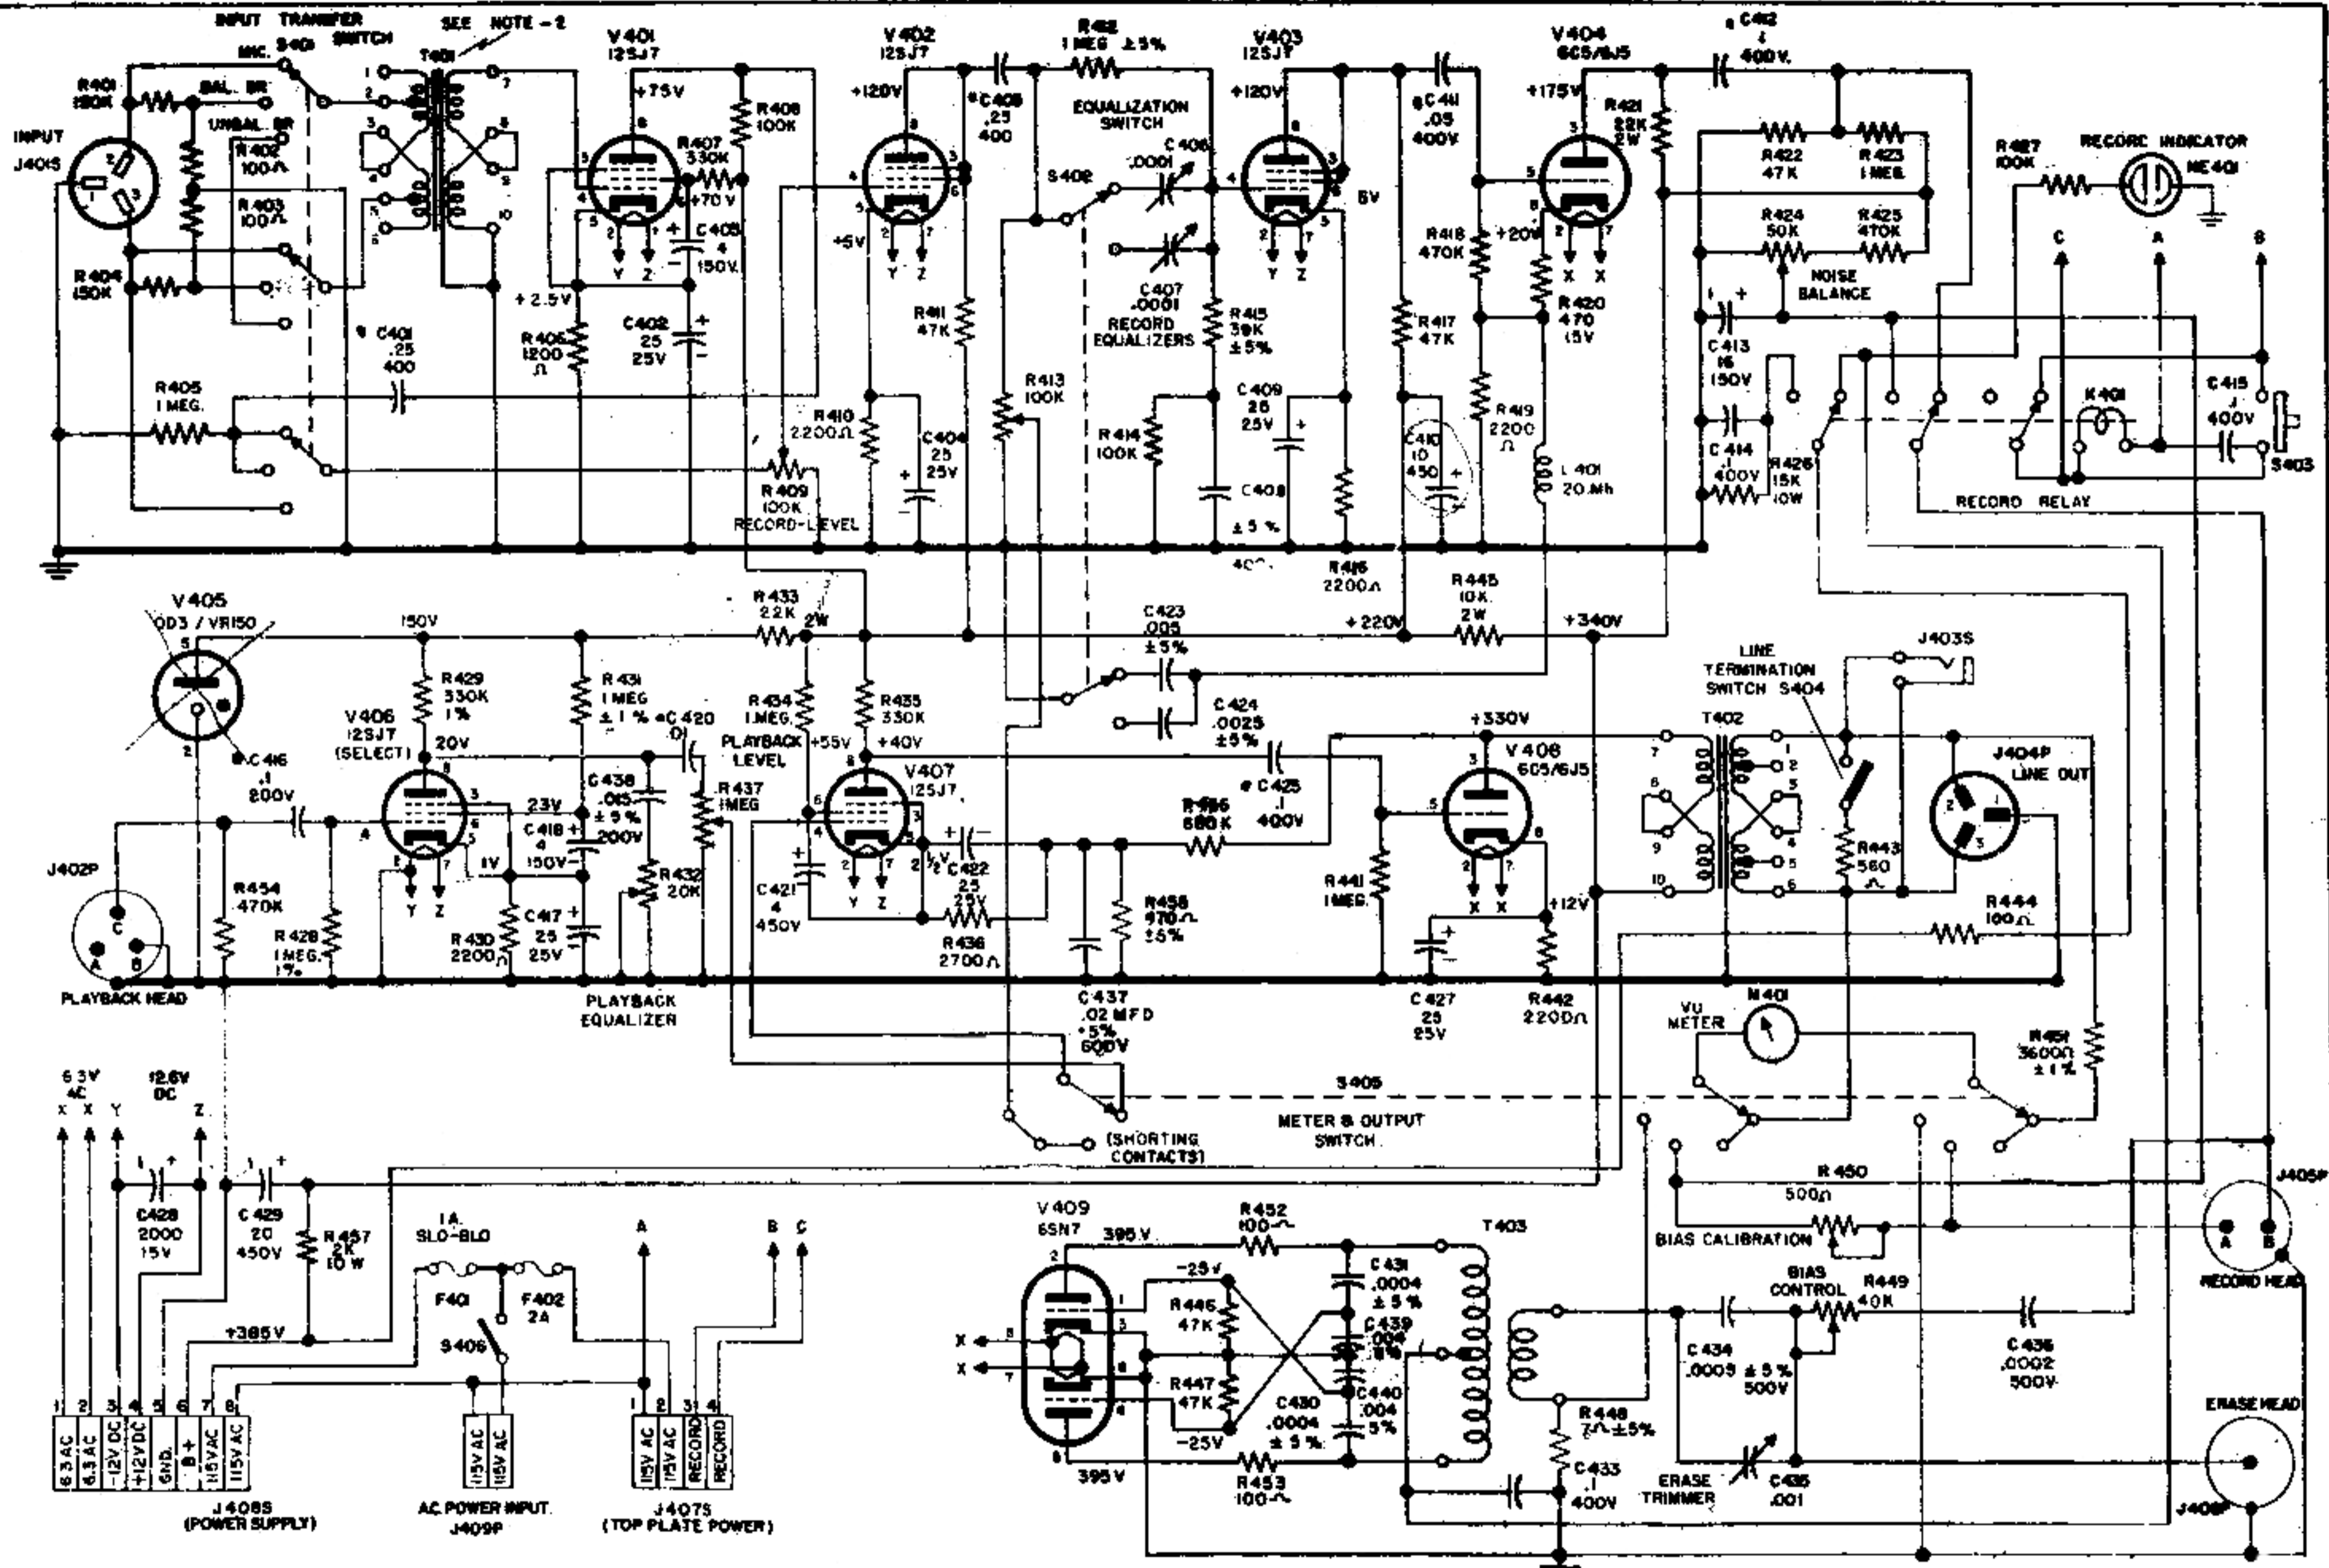 INPUT TRANSFER
SWITCH
S401
SEE NOTE - 2
MIC.
T401
V401
12SJ7
V402
12SJ7
1 MEG ±5%
V403
12SJ7
V404
6C5/6J5
C412
.1
400V.
R401
150K
BAL. BR
UNBAL. BR
R402
100Ω
R403
100Ω
R404
150K
INPUT
J401S
+75V
R407
330K
R408
100K
+70V
C403
4
150V.
+2.5V
R406
1200
Ω
C402
25
25V
C401
.25
400
R405
1 MEG.
+120V
*C405
.25
400
EQUALIZATION
SWITCH
S402
C406
.0001
C407
.0001
RECORD
EQUALIZERS
+5V
R411
47K
R410
2200Ω
C404
25
25V
R409
100K
RECORD-LEVEL
R413
100K
R415
39K
±5%
R414
100K
C409
25
25V
C408
±5%
+120V
6V
R416
2200Ω
*C411
.05
400V
R417
47K
C410
10
450
+175V
R418
470K
+20V
R419
2200
Ω
R420
470
15V
L401
20.Mh
R421
22K
2W
R422
47K
R423
1 MEG.
R424
50K
R425
470K
NOISE
BALANCE
C413
16
150V
C414
.1
400V
R426
15K
10W
R427
100K
RECORD INDICATOR
NE401
C
A
B
K401
C415
.1
400V
S403
RECORD RELAY
V405
OD3 / VR150
150V
R433
22K
2W
+220V
R445
10K
2W
+340V
R429
330K
1%
R431
1 MEG
±1%
*C420
V406
12SJ7
(SELECT)
20V
23V
1V
C416
.1
200V
J402P
PLAYBACK HEAD
R454
470K
R428
1 MEG.
1%
R430
2200
Ω
C418
4
150V
C417
25
25V
C438
.015
±5%
200V
R432
20K
PLAYBACK
EQUALIZER
R437
1MEG
PLAYBACK
LEVEL
R434
1.MEG.
R435
330K
+55V
+40V
V407
12SJ7
C421
4
450V
C422
25
25V
R436
2700Ω
C423
.005
±5%
C424
.0025
±5%
*C425
.1
400V
680K
470Ω
±5%
C437
.02 MFD
+5%
600V
R441
1 MEG.
+330V
V408
6C5/6J5
+12V
C427
25
25V
R442
2200Ω
T402
LINE
TERMINATION
SWITCH S404
J403S
J404P
LINE OUT
R443
560
Ω
R444
100Ω
VU
METER
M401
R451
3600Ω
±1%
S405
METER & OUTPUT
SWITCH
(SHORTING
CONTACTS)
6.3V
AC
12.6V
DC
X X Y Z
C428
2000
15V
C429
20
450V
R457
2K
10 W
+385V
1A.
SLO-BLO
F401
F402
2A
S406
A
B
C
6.3 AC
6.3 AC
-12V DC
+12V DC
GND.
B+
115V AC
115V AC
J408S
(POWER SUPPLY)
115V AC
115V AC
AC. POWER INPUT.
J409P
115V AC
115V AC
RECORD
RECORD
J407S
(TOP PLATE POWER)
V409
6SN7
395V
R452
100Ω
T403
-25V
R446
47K
R447
47K
-25V
395V
R453
100Ω
C431
.0004
±5%
C439
.004
5%
C440
.004
5%
C430
.0004
±5%
R448
7Ω±5%
C433
.1
400V
R450
500Ω
BIAS CALIBRATION
BIAS
CONTROL
R449
40K
C434
±5%
500V
C436
.0002
500V
ERASE
TRIMMER
C435
.001
J405P
RECORD HEAD
ERASE HEAD